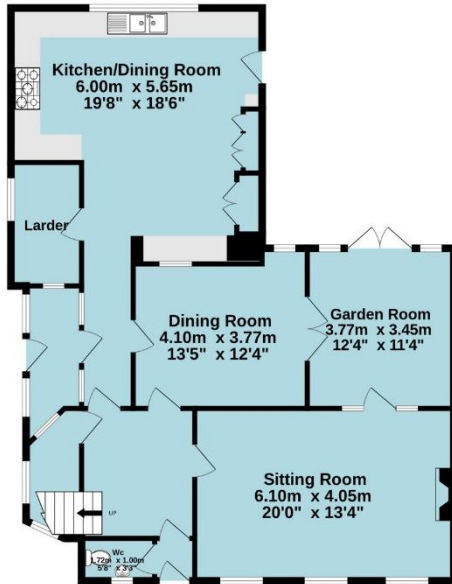 Kitchen/Dining Room
6.00m x 5.65m
19'8" x 18'6"
Larder
Dining Room
4.10m x 3.77m
13'5" x 12'4"
Garden Room
3.77m x 3.45m
12'4" x 11'4"
Sitting Room
6.10m x 4.05m
20'0" x 13'4"
UP
Wc
1.72m x 1.00m
5'8" x 3'3"